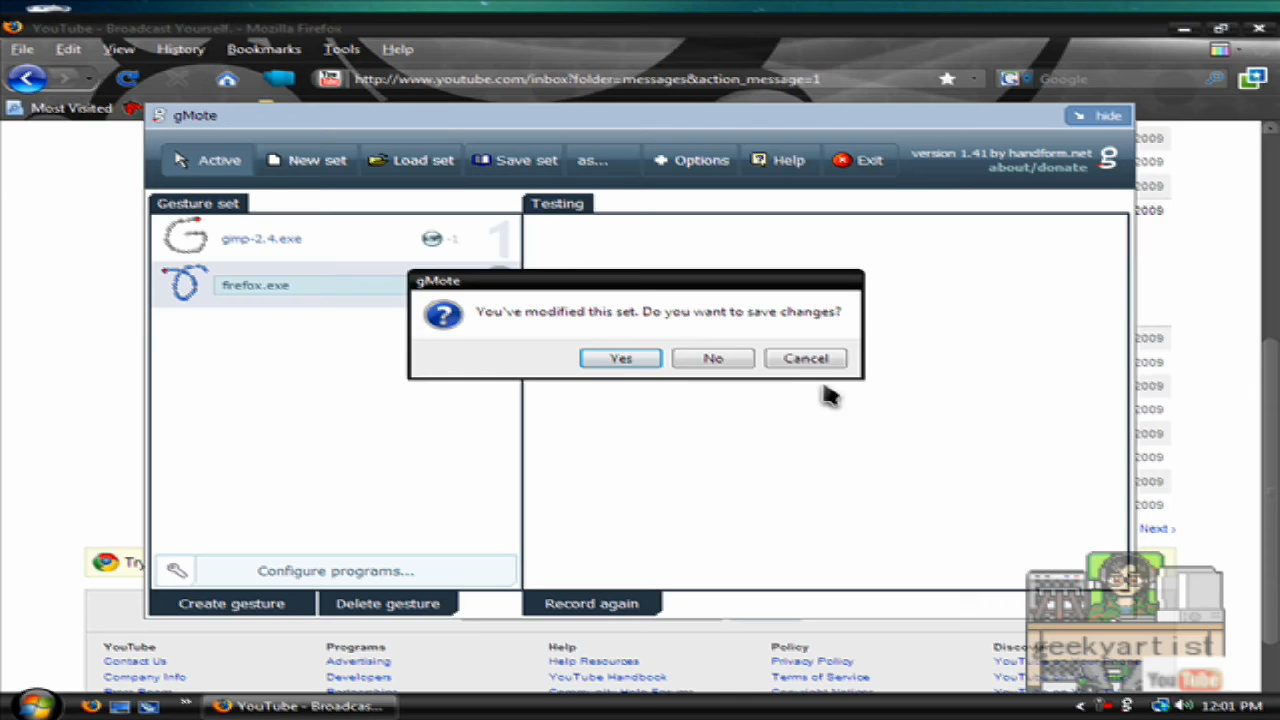 YouTube - Broadcast Yourself. - Mozilla Firefox
File Edit View History Bookmarks Tools Help
http://www.youtube.com/inbox?folder=messages&action_message=1
Google
Most Visited
gMote
hide
Active New set Load set Save set as... Options Help Exit
version 1.41 by handform.net
about/donate
Gesture set
Testing
gmp-2.4.exe -1 1
firefox.exe
gMote
You've modified this set. Do you want to save changes?
Yes No Cancel
2009
2009
2009
2009
2009
2009
2009
2009
2009
2009
2009
2009
Next ›
Configure programs...
Create gesture Delete gesture Record again
YouTube Programs Help Policy
Contact Us Advertising Help Resources Privacy Policy
Company Info Developers YouTube Handbook Terms of Service
eekyartist
You Tube
YouTube - Broadcas...
12:01 PM